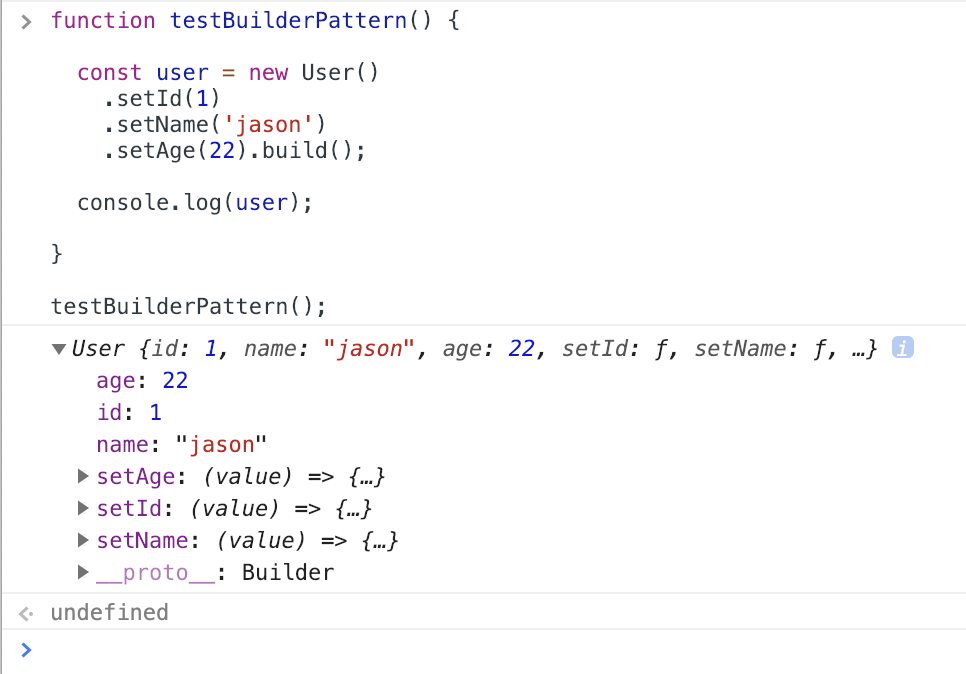 function testBuilderPattern() {
const user = new User()
.setId(1)
.setName('jason')
.setAge(22).build();
console.log(user);
}
testBuilderPattern();
User {id: 1, name: "jason", age: 22, setId: ƒ, setName: ƒ, …} i
age: 22
id: 1
name: "jason"
setAge: (value) => {…}
setId: (value) => {…}
setName: (value) => {…}
__proto__: Builder
undefined